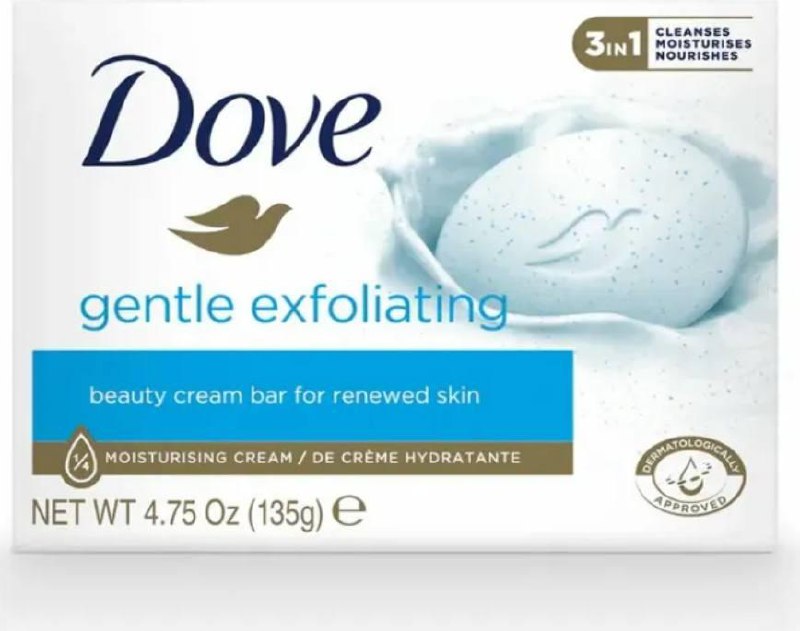 3IN1
CLEANSES
MOISTURISES
NOURISHES
Dove
gentle exfoliating
beauty cream bar for renewed skin
1/4 MOISTURISING CREAM / DE CRÈME HYDRATANTE
DERMATOLOGICALLY
APPROVED
NET WT 4.75 Oz (135g) ℮